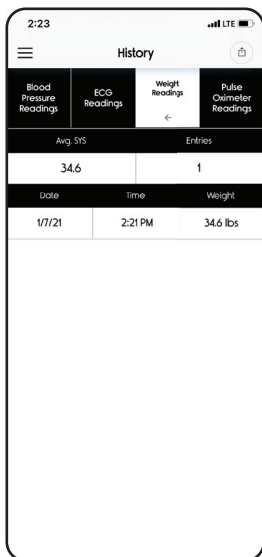 2:23 LTE
History
Blood
Pressure
Readings
ECG
Readings
Weight
Readings
←
Pulse
Oximeter
Readings
Avg. SYS Entries
34.6 1
Date Time Weight
1/7/21 2:21 PM 34.6 lbs